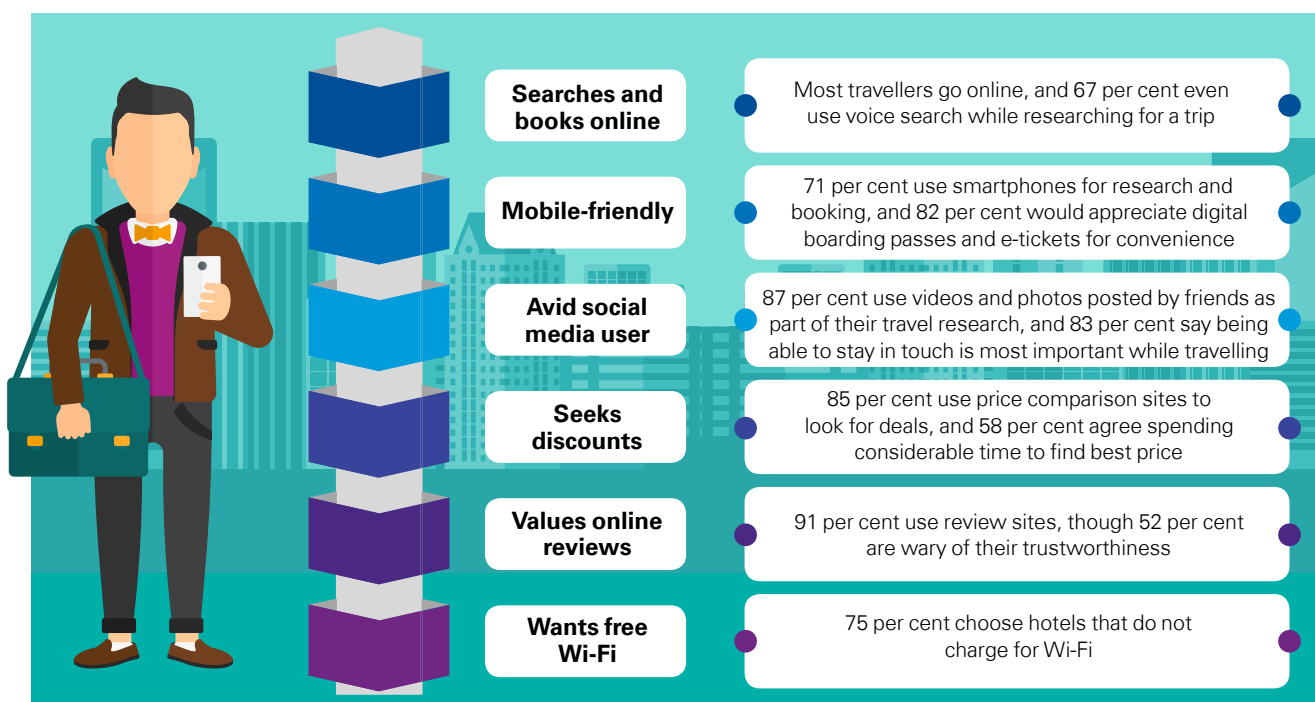 Searches and
books online
Most travellers go online, and 67 per cent even
use voice search while researching for a trip
Mobile-friendly
71 per cent use smartphones for research and
booking, and 82 per cent would appreciate digital
boarding passes and e-tickets for convenience
Avid social
media user
87 per cent use videos and photos posted by friends as
part of their travel research, and 83 per cent say being
able to stay in touch is most important while travelling
Seeks
discounts
85 per cent use price comparison sites to
look for deals, and 58 per cent agree spending
considerable time to find best price
Values online
reviews
91 per cent use review sites, though 52 per cent
are wary of their trustworthiness
Wants free
Wi-Fi
75 per cent choose hotels that do not
charge for Wi-Fi